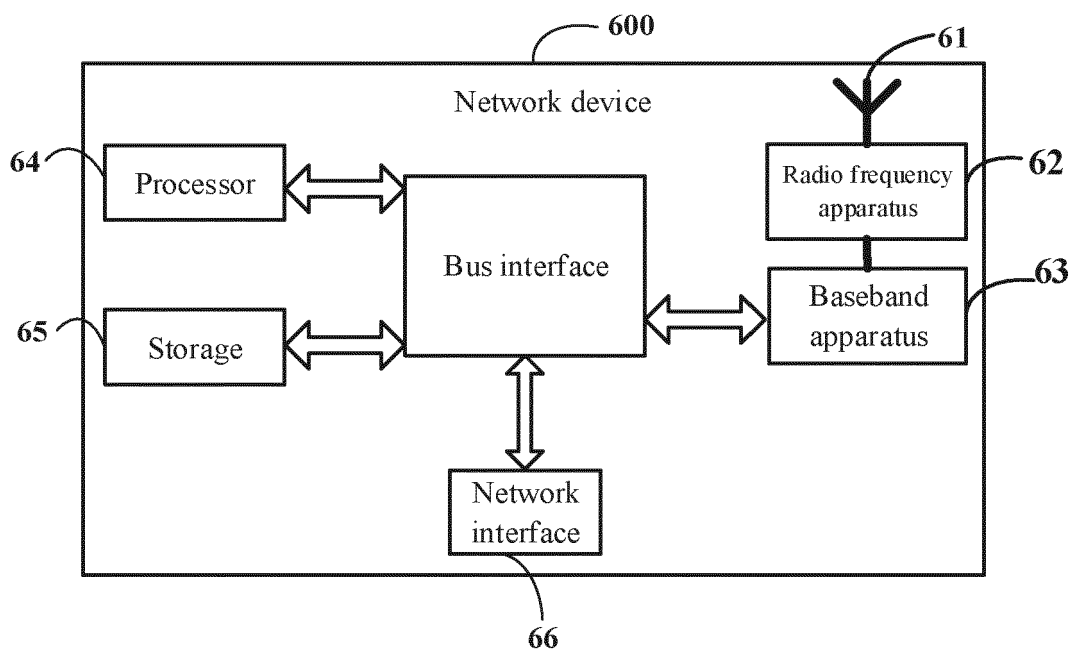 600
61
Network device
64
Processor
Radio frequency
apparatus
62
Bus interface
63
Baseband
apparatus
65
Storage
Network
interface
66